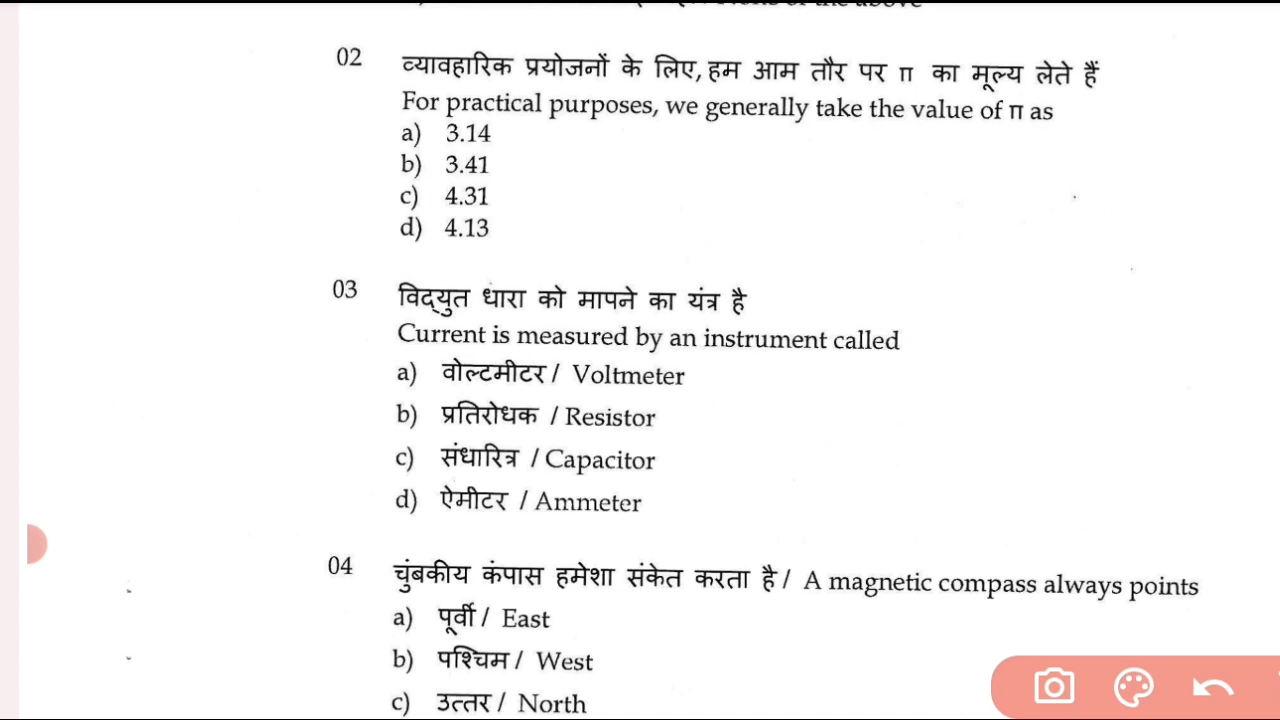 02 व्यावहारिक प्रयोजनों के लिए, हम आम तौर पर π का मूल्य लेते हैं
For practical purposes, we generally take the value of π as
a) 3.14
b) 3.41
c) 4.31
d) 4.13
03 विद्युत धारा को मापने का यंत्र है
Current is measured by an instrument called
a) वोल्टमीटर / Voltmeter
b) प्रतिरोधक / Resistor
c) संधारित्र / Capacitor
d) ऐमीटर / Ammeter
04 चुंबकीय कंपास हमेशा संकेत करता है / A magnetic compass always points
a) पूर्वी / East
b) पश्चिम / West
c) उत्तर / North